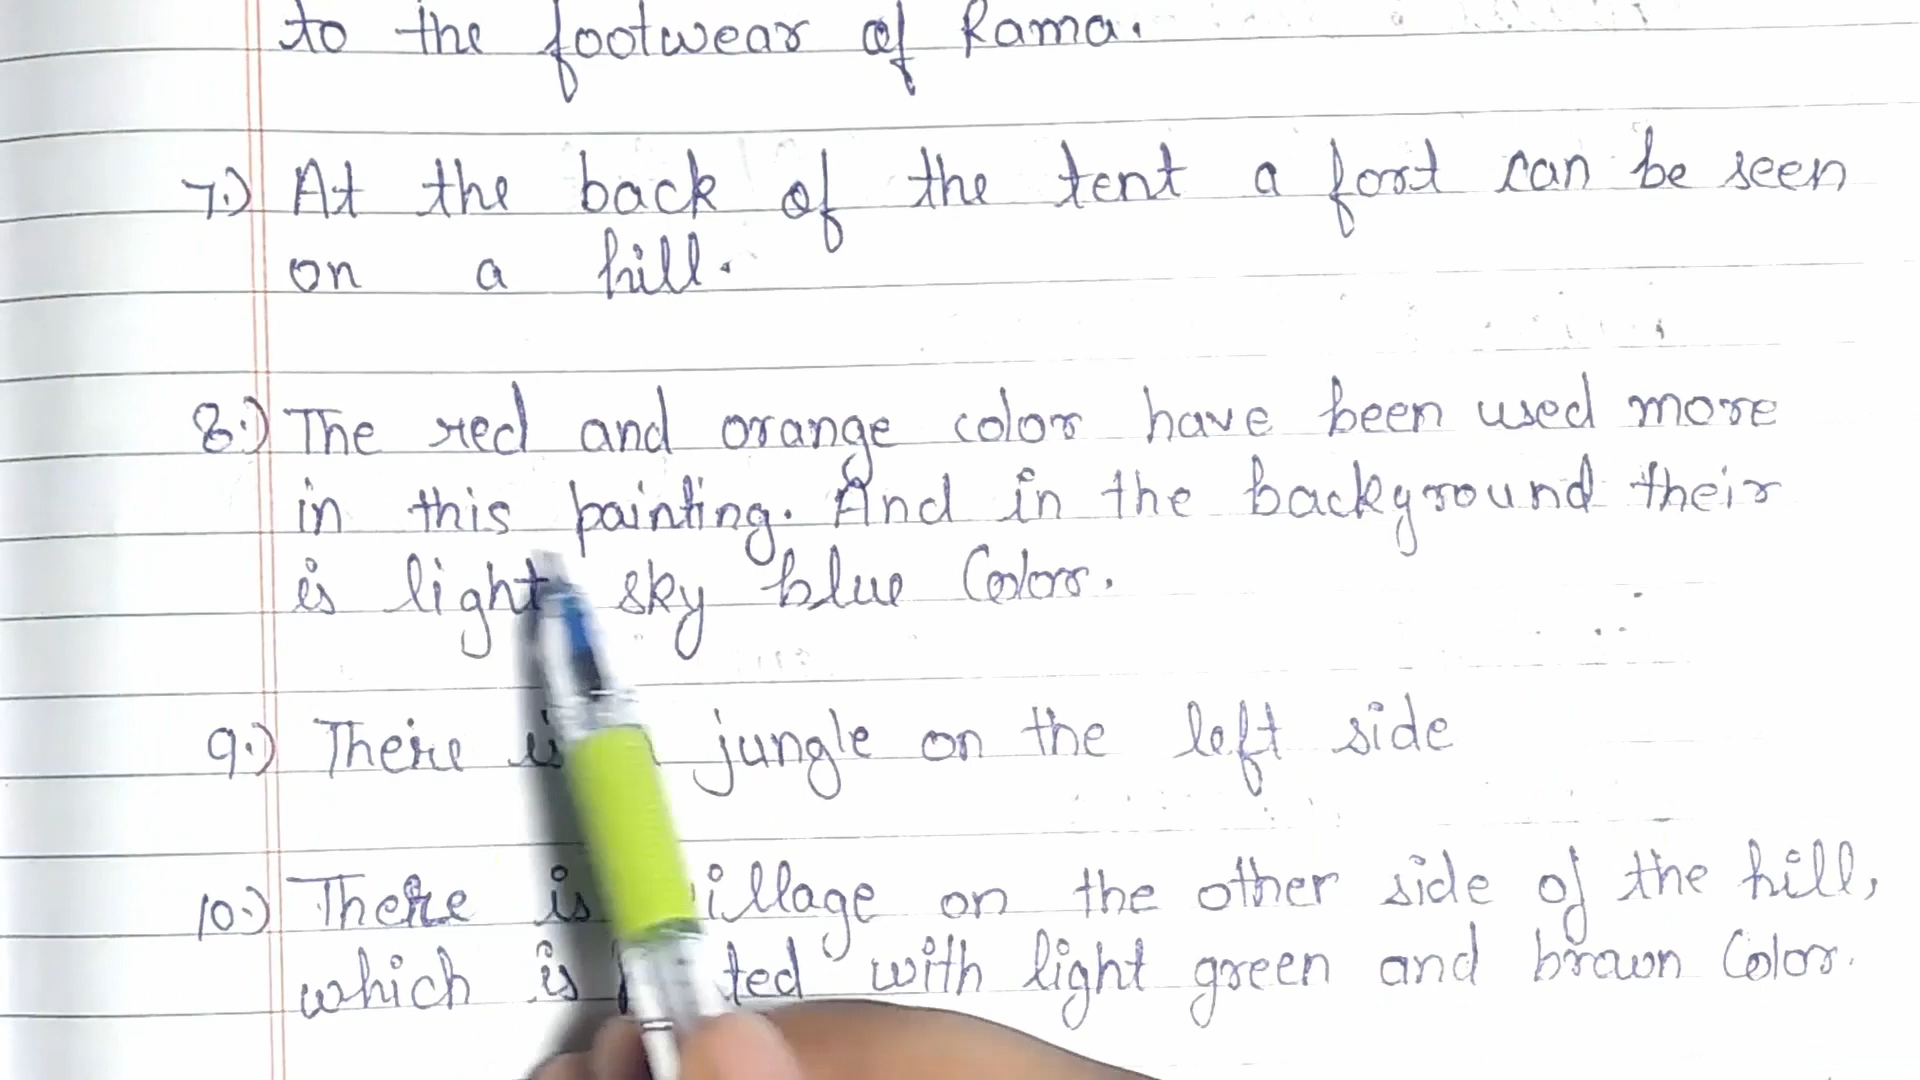 to the footwear of Rama.
7.) At the back of the tent a fort can be seen
on a hill.
8.) The red and orange color have been used more
in this painting. And in the background their
is light sky blue Color.
9.) There is jungle on the left side
10.) There is on the other side of the hill,
which is with light green and brown Color.